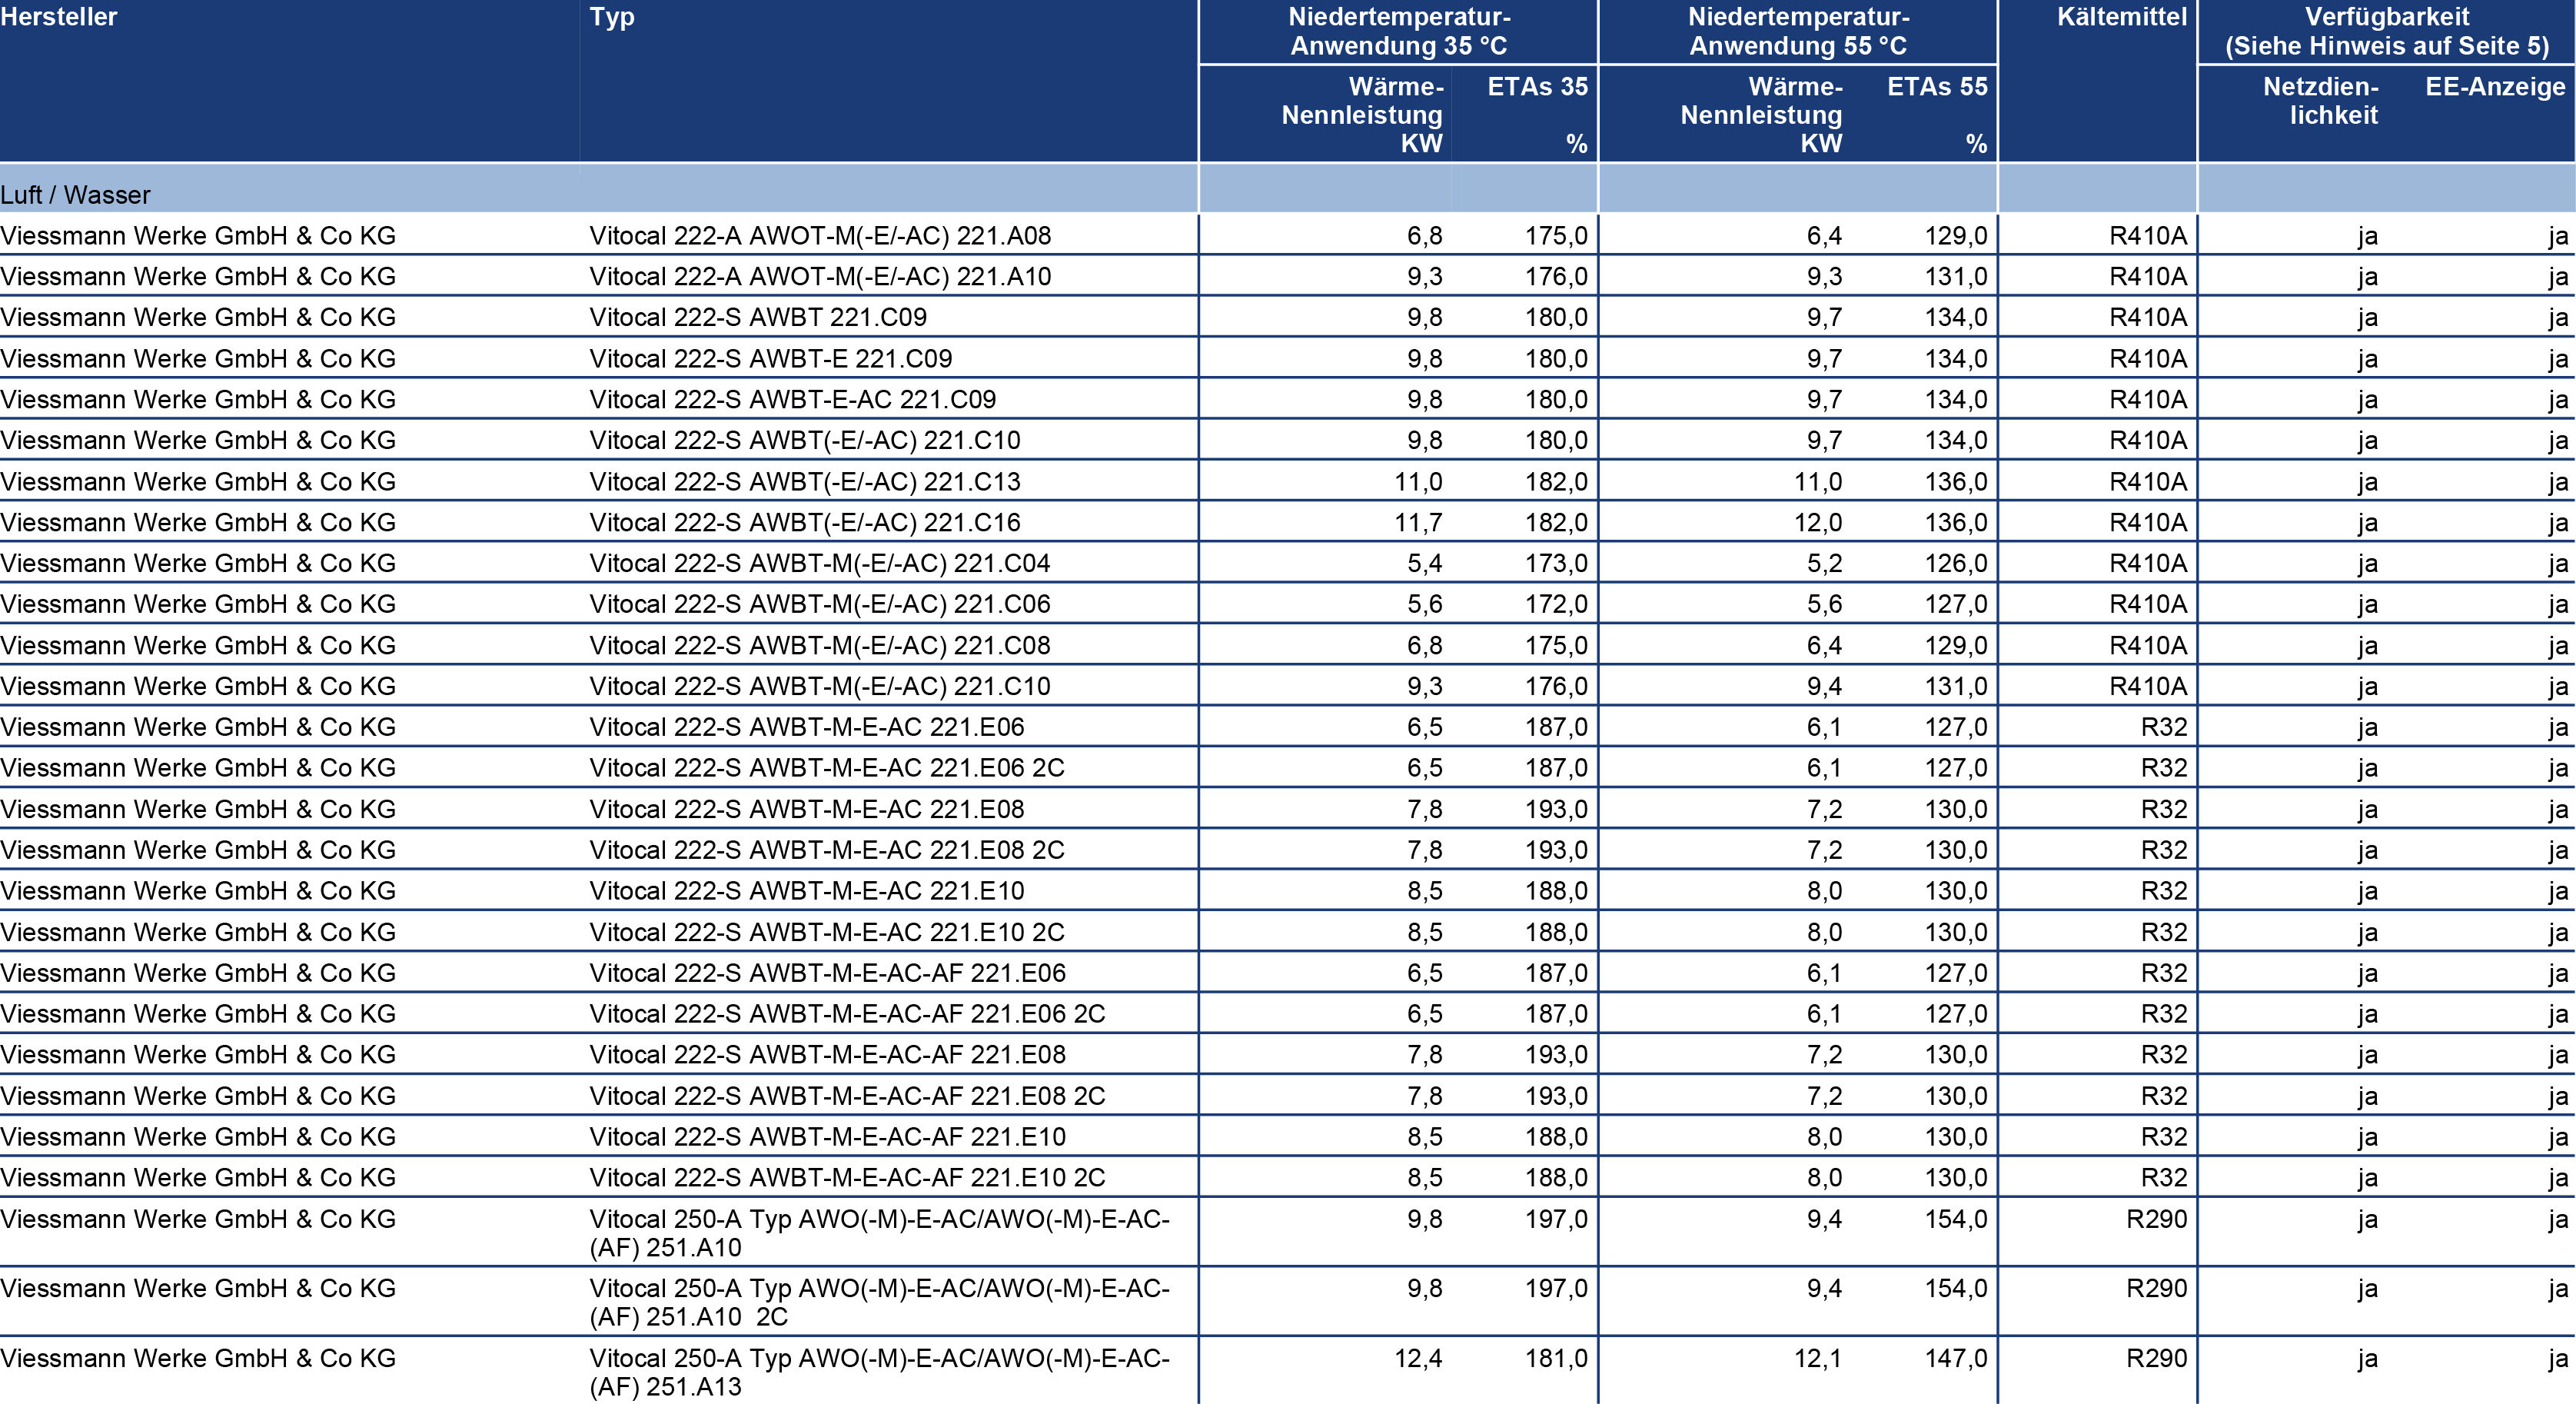 Hersteller Typ Niedertemperatur- Niedertemperatur- Kältemittel Verfügbarkeit
Anwendung 35 °C Anwendung 55 °C (Siehe Hinweis auf Seite 5)
Wärme- ETAs 35 Wärme- ETAs 55 Netzdien- EE-Anzeige
Nennleistung Nennleistung lichkeit
KW % KW %
Luft / Wasser
Viessmann Werke GmbH & Co KG Vitocal 222-A AWOT-M(-E/-AC) 221.A08 6,8 175,0 6,4 129,0 R410A ja ja
Viessmann Werke GmbH & Co KG Vitocal 222-A AWOT-M(-E/-AC) 221.A10 9,3 176,0 9,3 131,0 R410A ja ja
Viessmann Werke GmbH & Co KG Vitocal 222-S AWBT 221.C09 9,8 180,0 9,7 134,0 R410A ja ja
Viessmann Werke GmbH & Co KG Vitocal 222-S AWBT-E 221.C09 9,8 180,0 9,7 134,0 R410A ja ja
Viessmann Werke GmbH & Co KG Vitocal 222-S AWBT-E-AC 221.C09 9,8 180,0 9,7 134,0 R410A ja ja
Viessmann Werke GmbH & Co KG Vitocal 222-S AWBT(-E/-AC) 221.C10 9,8 180,0 9,7 134,0 R410A ja ja
Viessmann Werke GmbH & Co KG Vitocal 222-S AWBT(-E/-AC) 221.C13 11,0 182,0 11,0 136,0 R410A ja ja
Viessmann Werke GmbH & Co KG Vitocal 222-S AWBT(-E/-AC) 221.C16 11,7 182,0 12,0 136,0 R410A ja ja
Viessmann Werke GmbH & Co KG Vitocal 222-S AWBT-M(-E/-AC) 221.C04 5,4 173,0 5,2 126,0 R410A ja ja
Viessmann Werke GmbH & Co KG Vitocal 222-S AWBT-M(-E/-AC) 221.C06 5,6 172,0 5,6 127,0 R410A ja ja
Viessmann Werke GmbH & Co KG Vitocal 222-S AWBT-M(-E/-AC) 221.C08 6,8 175,0 6,4 129,0 R410A ja ja
Viessmann Werke GmbH & Co KG Vitocal 222-S AWBT-M(-E/-AC) 221.C10 9,3 176,0 9,4 131,0 R410A ja ja
Viessmann Werke GmbH & Co KG Vitocal 222-S AWBT-M-E-AC 221.E06 6,5 187,0 6,1 127,0 R32 ja ja
Viessmann Werke GmbH & Co KG Vitocal 222-S AWBT-M-E-AC 221.E06 2C 6,5 187,0 6,1 127,0 R32 ja ja
Viessmann Werke GmbH & Co KG Vitocal 222-S AWBT-M-E-AC 221.E08 7,8 193,0 7,2 130,0 R32 ja ja
Viessmann Werke GmbH & Co KG Vitocal 222-S AWBT-M-E-AC 221.E08 2C 7,8 193,0 7,2 130,0 R32 ja ja
Viessmann Werke GmbH & Co KG Vitocal 222-S AWBT-M-E-AC 221.E10 8,5 188,0 8,0 130,0 R32 ja ja
Viessmann Werke GmbH & Co KG Vitocal 222-S AWBT-M-E-AC 221.E10 2C 8,5 188,0 8,0 130,0 R32 ja ja
Viessmann Werke GmbH & Co KG Vitocal 222-S AWBT-M-E-AC-AF 221.E06 6,5 187,0 6,1 127,0 R32 ja ja
Viessmann Werke GmbH & Co KG Vitocal 222-S AWBT-M-E-AC-AF 221.E06 2C 6,5 187,0 6,1 127,0 R32 ja ja
Viessmann Werke GmbH & Co KG Vitocal 222-S AWBT-M-E-AC-AF 221.E08 7,8 193,0 7,2 130,0 R32 ja ja
Viessmann Werke GmbH & Co KG Vitocal 222-S AWBT-M-E-AC-AF 221.E08 2C 7,8 193,0 7,2 130,0 R32 ja ja
Viessmann Werke GmbH & Co KG Vitocal 222-S AWBT-M-E-AC-AF 221.E10 8,5 188,0 8,0 130,0 R32 ja ja
Viessmann Werke GmbH & Co KG Vitocal 222-S AWBT-M-E-AC-AF 221.E10 2C 8,5 188,0 8,0 130,0 R32 ja ja
Viessmann Werke GmbH & Co KG Vitocal 250-A Typ AWO(-M)-E-AC/AWO(-M)-E-AC- 9,8 197,0 9,4 154,0 R290 ja ja
(AF) 251.A10
Viessmann Werke GmbH & Co KG Vitocal 250-A Typ AWO(-M)-E-AC/AWO(-M)-E-AC- 9,8 197,0 9,4 154,0 R290 ja ja
(AF) 251.A10 2C
Viessmann Werke GmbH & Co KG Vitocal 250-A Typ AWO(-M)-E-AC/AWO(-M)-E-AC- 12,4 181,0 12,1 147,0 R290 ja ja
(AF) 251.A13